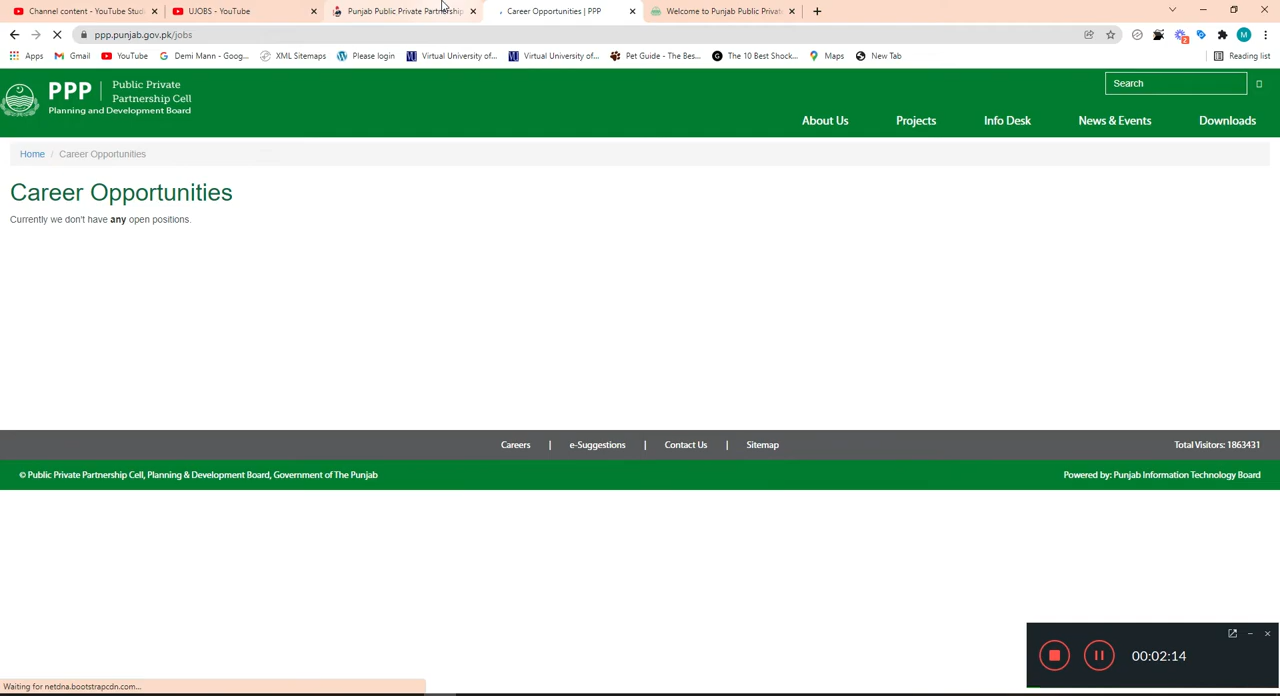 Channel content - YouTube Stud
UJOBS - YouTube
Punjab Public Private Partnership
Career Opportunities | PPP
Welcome to Punjab Public Privat
ppp.punjab.gov.pk/jobs
M
Apps
Gmail
YouTube
Demi Mann - Goog...
XML Sitemaps
Please login
Virtual University of...
Virtual University of...
Pet Guide - The Bes...
The 10 Best Shock...
Maps
New Tab
Reading list
PPP
Public Private
Partnership Cell
Planning and Development Board
Search
About Us
Projects
Info Desk
News & Events
Downloads
Home / Career Opportunities
Career Opportunities
Currently we don't have any open positions.
Careers | e-Suggestions | Contact Us | Sitemap
Total Visitors: 1863431
© Public Private Partnership Cell, Planning & Development Board, Government of The Punjab
Powered by: Punjab Information Technology Board
00:02:14
Waiting for netdna.bootstrapcdn.com...